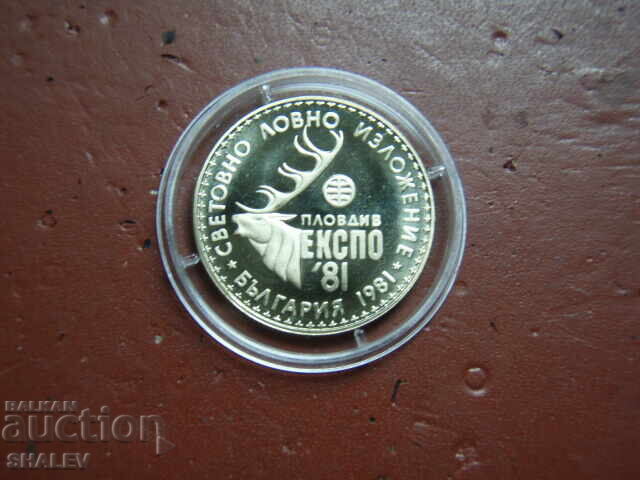 СВЕТОВНО ЛОВНО ИЗЛОЖЕНИЕ
ПЛОВДИВ
ЕКСПО
'81
* БЪЛГАРИЯ 1981 *
BALKAN
auction
SHALEV